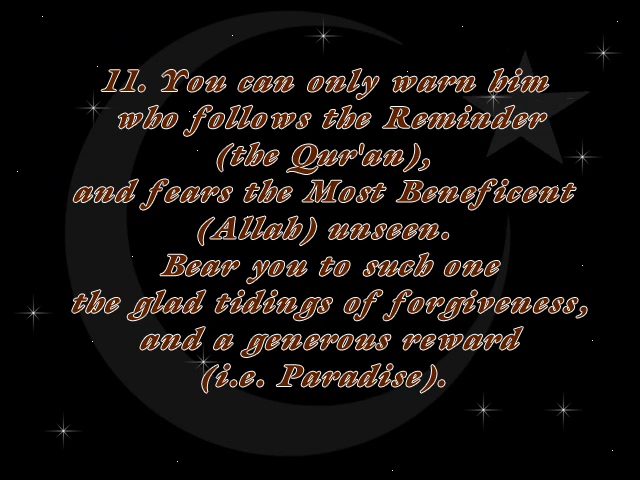 11. You can only warn him
who follows the Reminder
(the Qur'an),
and fears the Most Beneficent
(Allah) unseen.
Bear you to such one
the glad tidings of forgiveness,
and a generous reward
(i.e. Paradise).